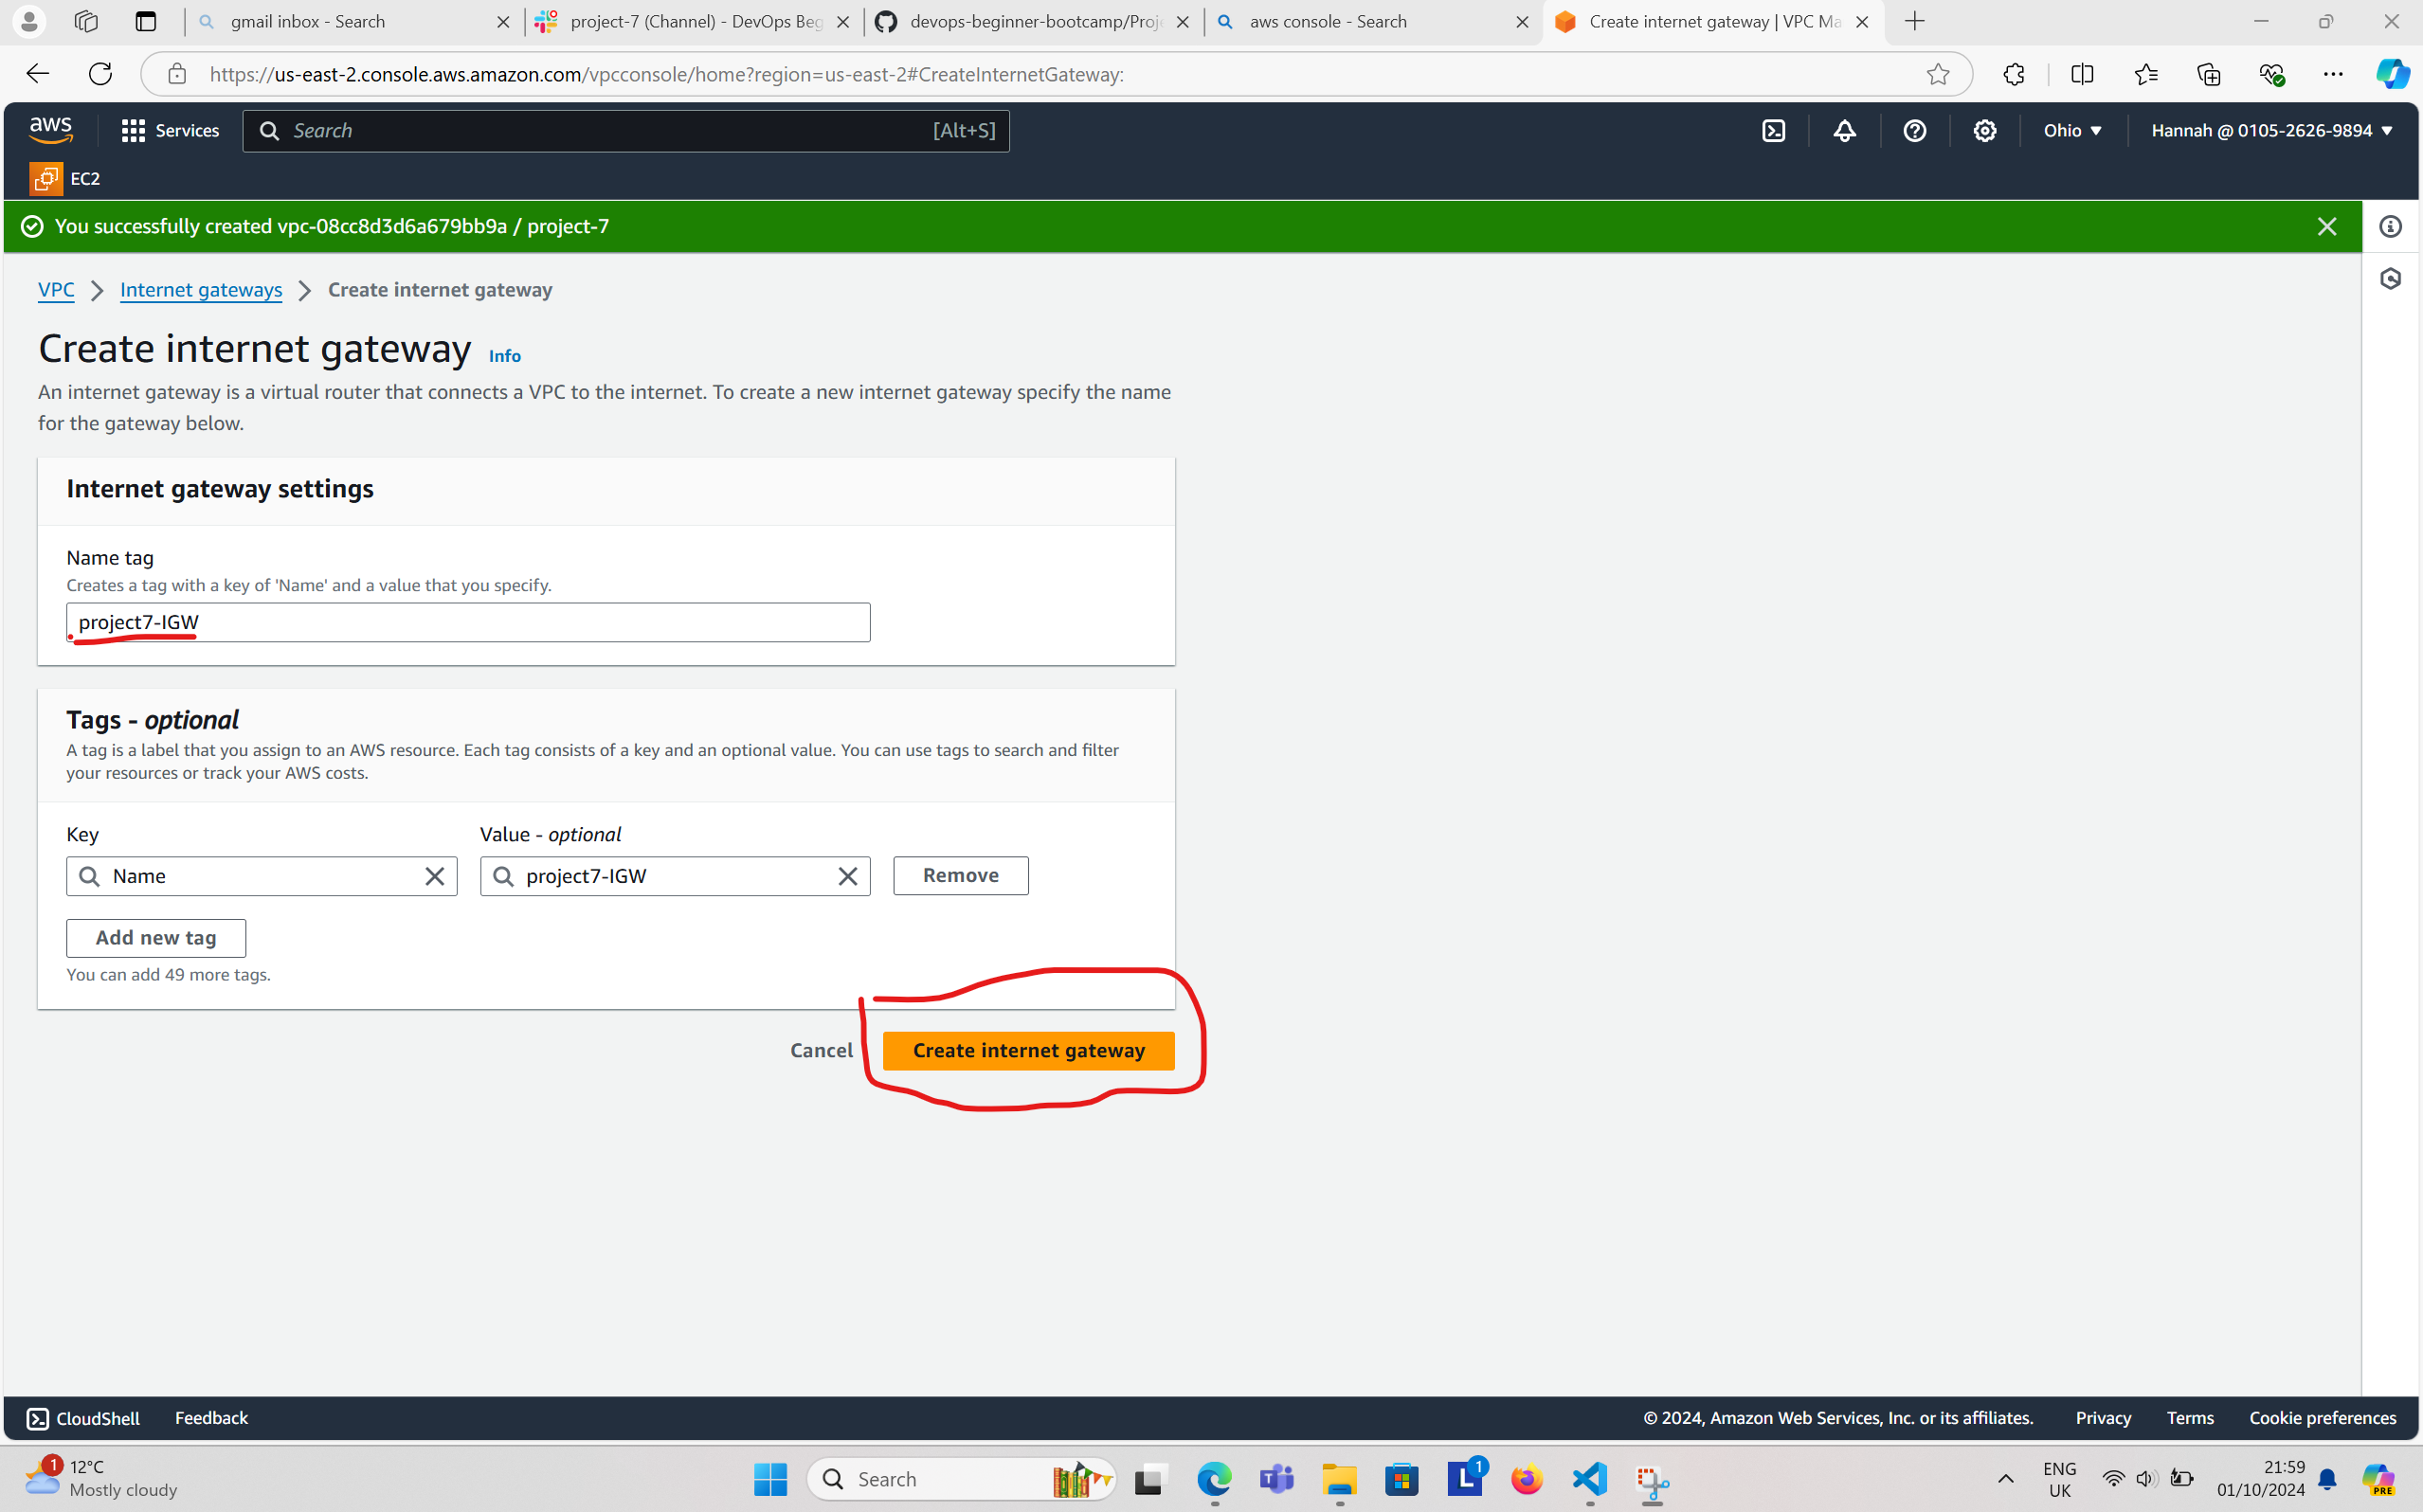 gmail inbox - Search
project-7 (Channel) - DevOps Beg
devops-beginner-bootcamp/Proje
aws console - Search
Create internet gateway | VPC Ma
https://us-east-2.console.aws.amazon.com/vpcconsole/home?region=us-east-2#CreateInternetGateway:
aws
Services
Search
[Alt+S]
Ohio
Hannah @ 0105-2626-9894
EC2
You successfully created vpc-08cc8d3d6a679bb9a / project-7
VPC
Internet gateways
Create internet gateway
Create internet gateway Info
An internet gateway is a virtual router that connects a VPC to the internet. To create a new internet gateway specify the name
for the gateway below.
Internet gateway settings
Name tag
Creates a tag with a key of 'Name' and a value that you specify.
project7-IGW
Tags - optional
A tag is a label that you assign to an AWS resource. Each tag consists of a key and an optional value. You can use tags to search and filter
your resources or track your AWS costs.
Key
Value - optional
Name
project7-IGW
Remove
Add new tag
You can add 49 more tags.
Cancel
Create internet gateway
CloudShell
Feedback
© 2024, Amazon Web Services, Inc. or its affiliates.
Privacy
Terms
Cookie preferences
1
12°C
Mostly cloudy
Search
L
1
ENG
UK
21:59
01/10/2024
PRE